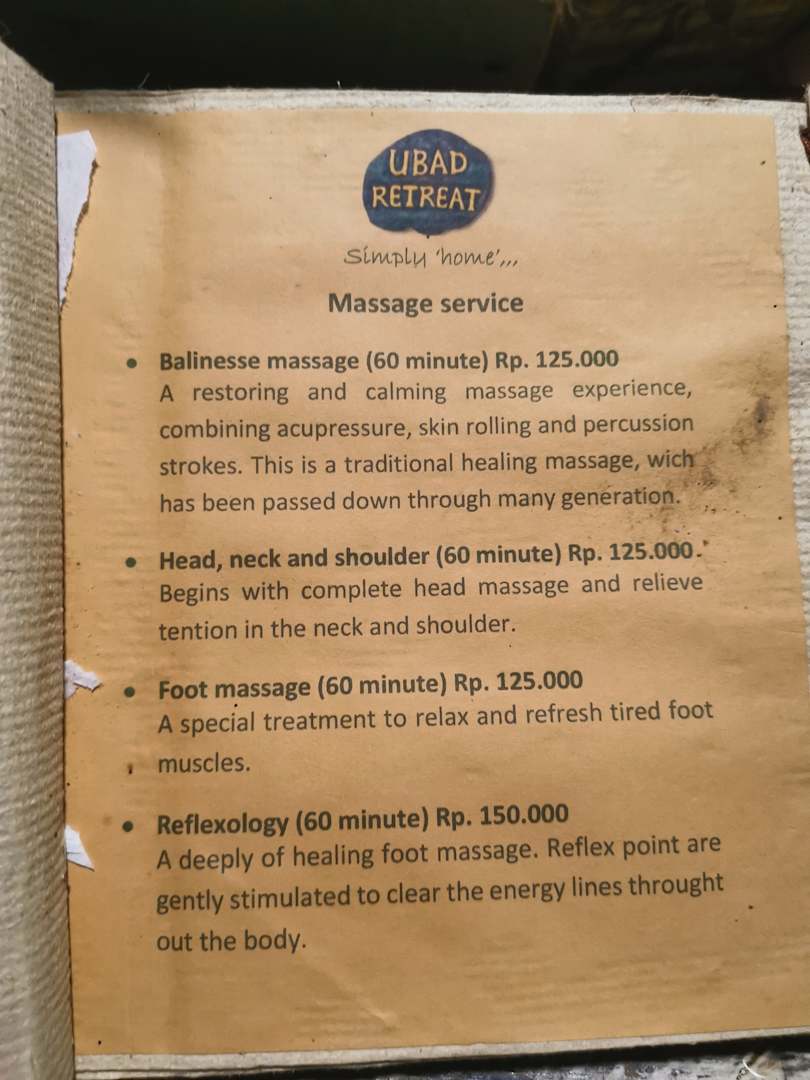 UBAD
RETREAT
Simply 'home',,,
Massage service
• Balinesse massage (60 minute) Rp. 125.000
A restoring and calming massage experience,
combining acupressure, skin rolling and percussion
strokes. This is a traditional healing massage, wich
has been passed down through many generation.
• Head, neck and shoulder (60 minute) Rp. 125.000.
Begins with complete head massage and relieve
tention in the neck and shoulder.
• Foot massage (60 minute) Rp. 125.000
A special treatment to relax and refresh tired foot
muscles.
• Reflexology (60 minute) Rp. 150.000
A deeply of healing foot massage. Reflex point are
gently stimulated to clear the energy lines throught
out the body.